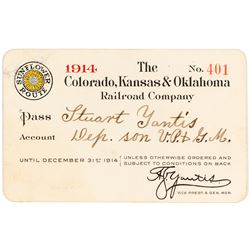 SUNFLOWER
ROUTE
1914 The No. 401
Colorado, Kansas & Oklahoma
Railroad Company
Pass Stuart Yantis
Account Dep. son V.P. & G.M.
UNTIL DECEMBER 31ST 1914
UNLESS OTHERWISE ORDERED AND
SUBJECT TO CONDITIONS ON BACK
Yantis
VICE PREST. & GEN. MGR.